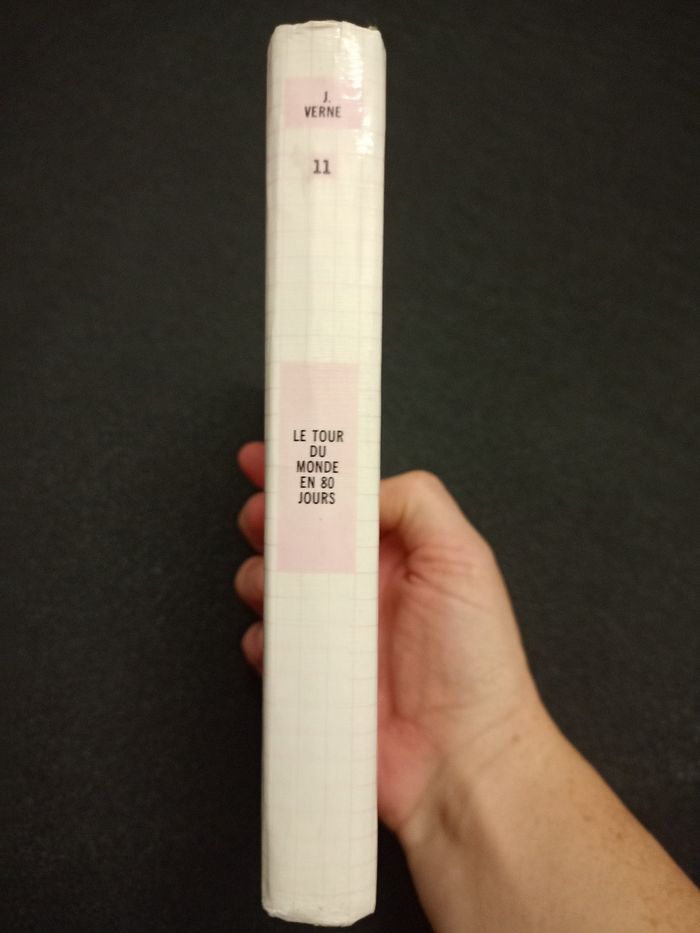 J.
VERNE
11
LE TOUR
DU
MONDE
EN 80
JOURS